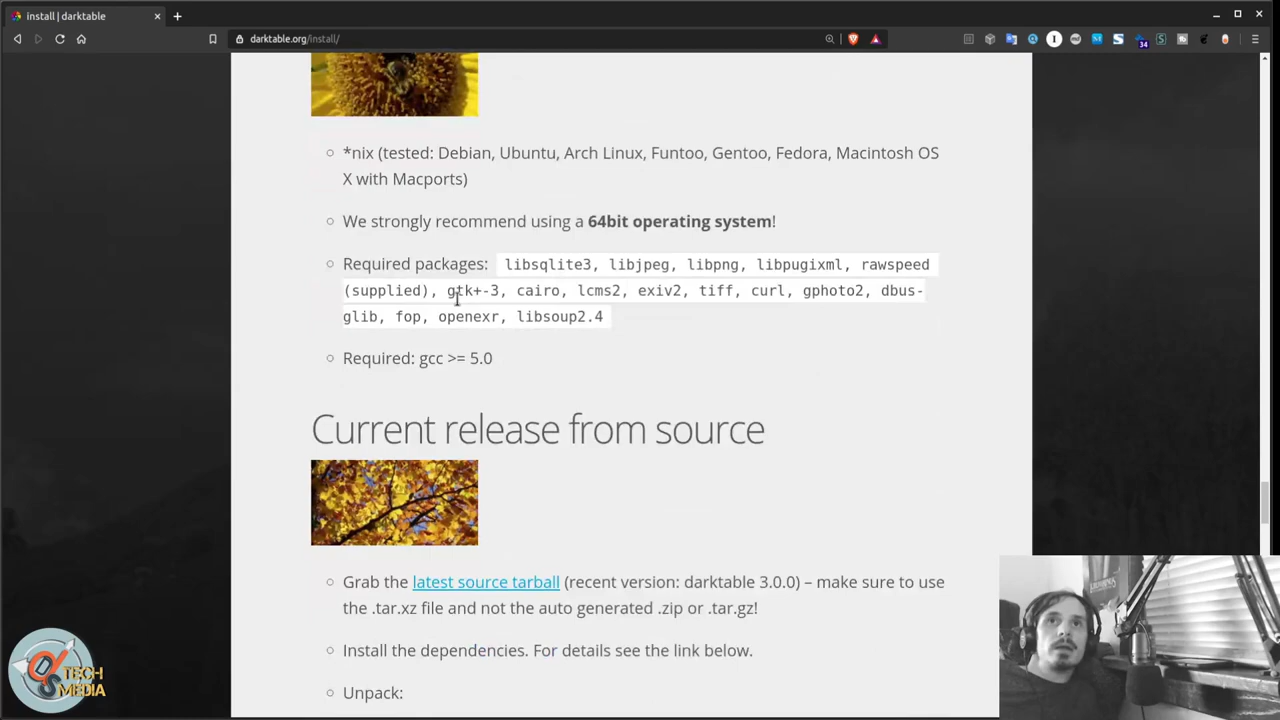 install | darktable
darktable.org/install/
34
*nix (tested: Debian, Ubuntu, Arch Linux, Funtoo, Gentoo, Fedora, Macintosh OS
X with Macports)
We strongly recommend using a 64bit operating system!
Required packages: libsqlite3, libjpeg, libpng, libpugixml, rawspeed
(supplied), gtk+-3, cairo, lcms2, exiv2, tiff, curl, gphoto2, dbus-
glib, fop, openexr, libsoup2.4
Required: gcc >= 5.0
Current release from source
Grab the latest source tarball (recent version: darktable 3.0.0) – make sure to use
the .tar.xz file and not the auto generated .zip or .tar.gz!
Install the dependencies. For details see the link below.
Unpack:
TECH
MEDIA